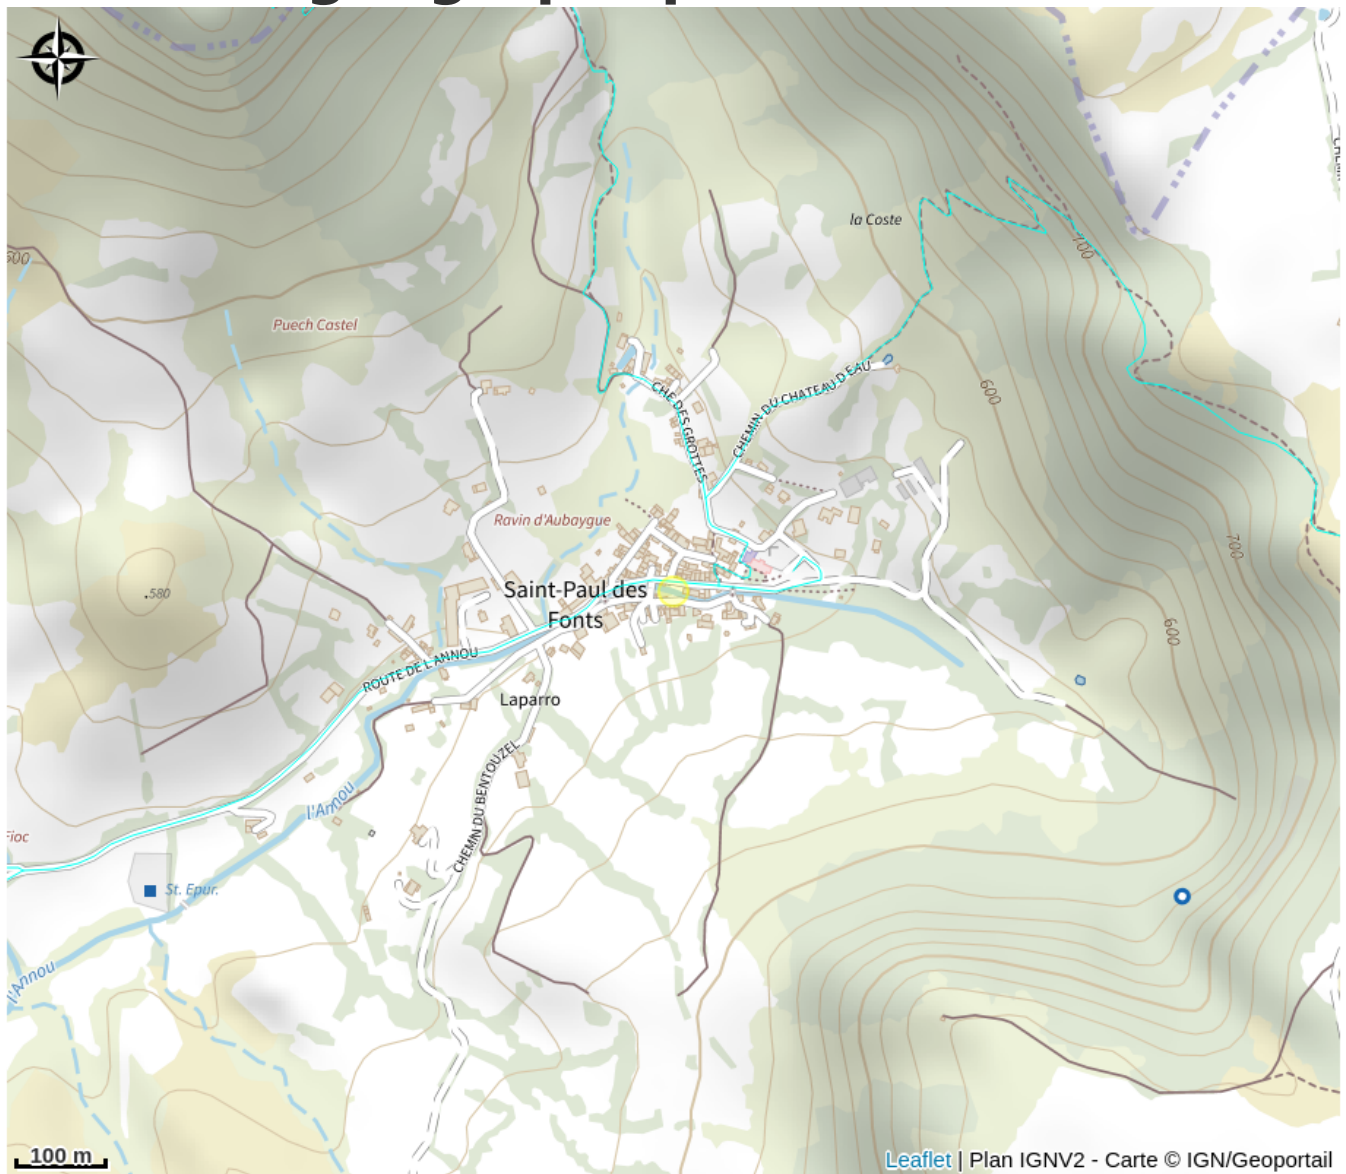 la Coste
700
600
Puech Castel
CHE DES GROTTES
CHEMIN DU CHATEAU D EAU
600
Ravin d'Aubaygue
700
.580
Saint-Paul des
Fonts
600
ROUTE DE L ANNOU
Laparro
CHEMIN DU BENTOUZEL
l'Annou
Fioc
St. Epur.
l'Annou
100 m
Leaflet | Plan IGNV2 - Carte © IGN/Geoportail